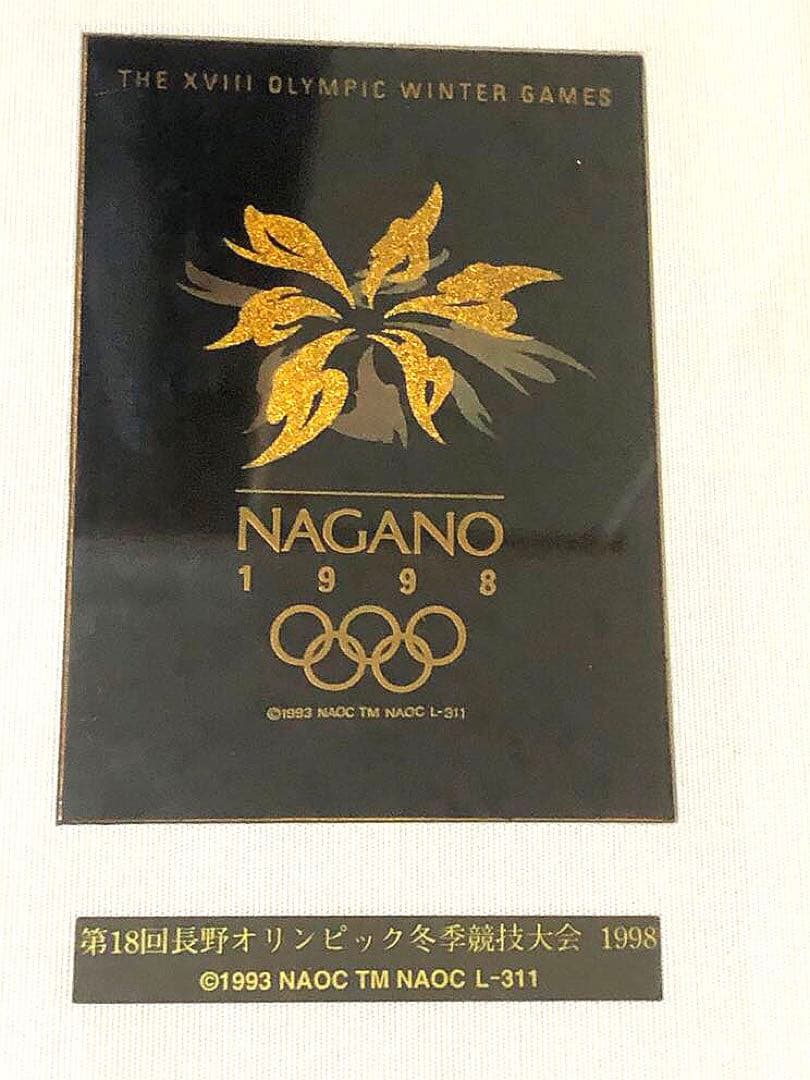 THE XVIII OLYMPIC WINTER GAMES
NAGANO
1998
©1993 NAOC TM NAOC L-311
第18回長野オリンピック冬季競技大会 1998
©1993 NAOC TM NAOC L-311